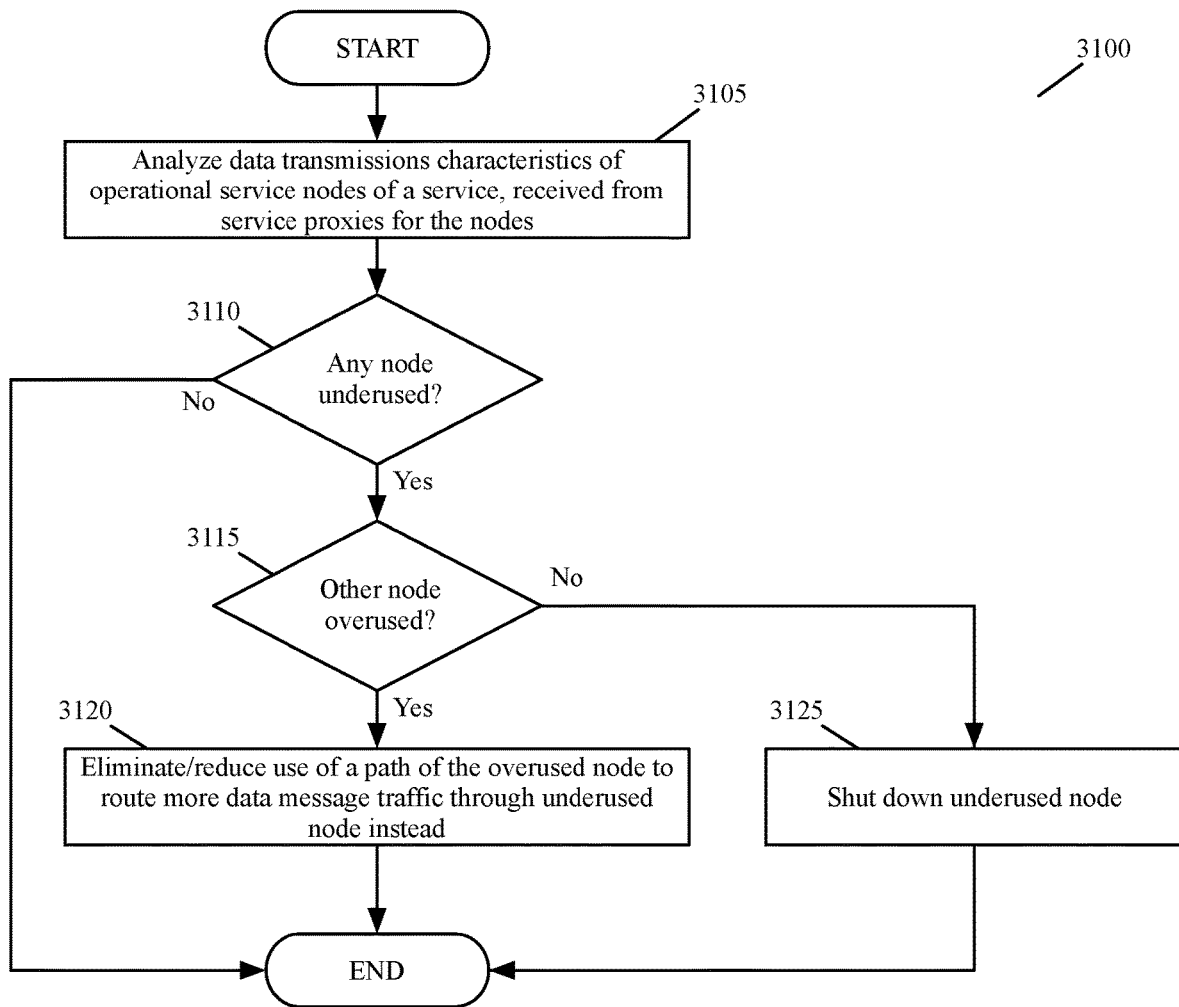 START
3100
3105
Analyze data transmissions characteristics of
operational service nodes of a service, received from
service proxies for the nodes
3110
Any node
underused?
No
Yes
3115
Other node
overused?
No
Yes
3120
Eliminate/reduce use of a path of the overused node to
route more data message traffic through underused
node instead
3125
Shut down underused node
END